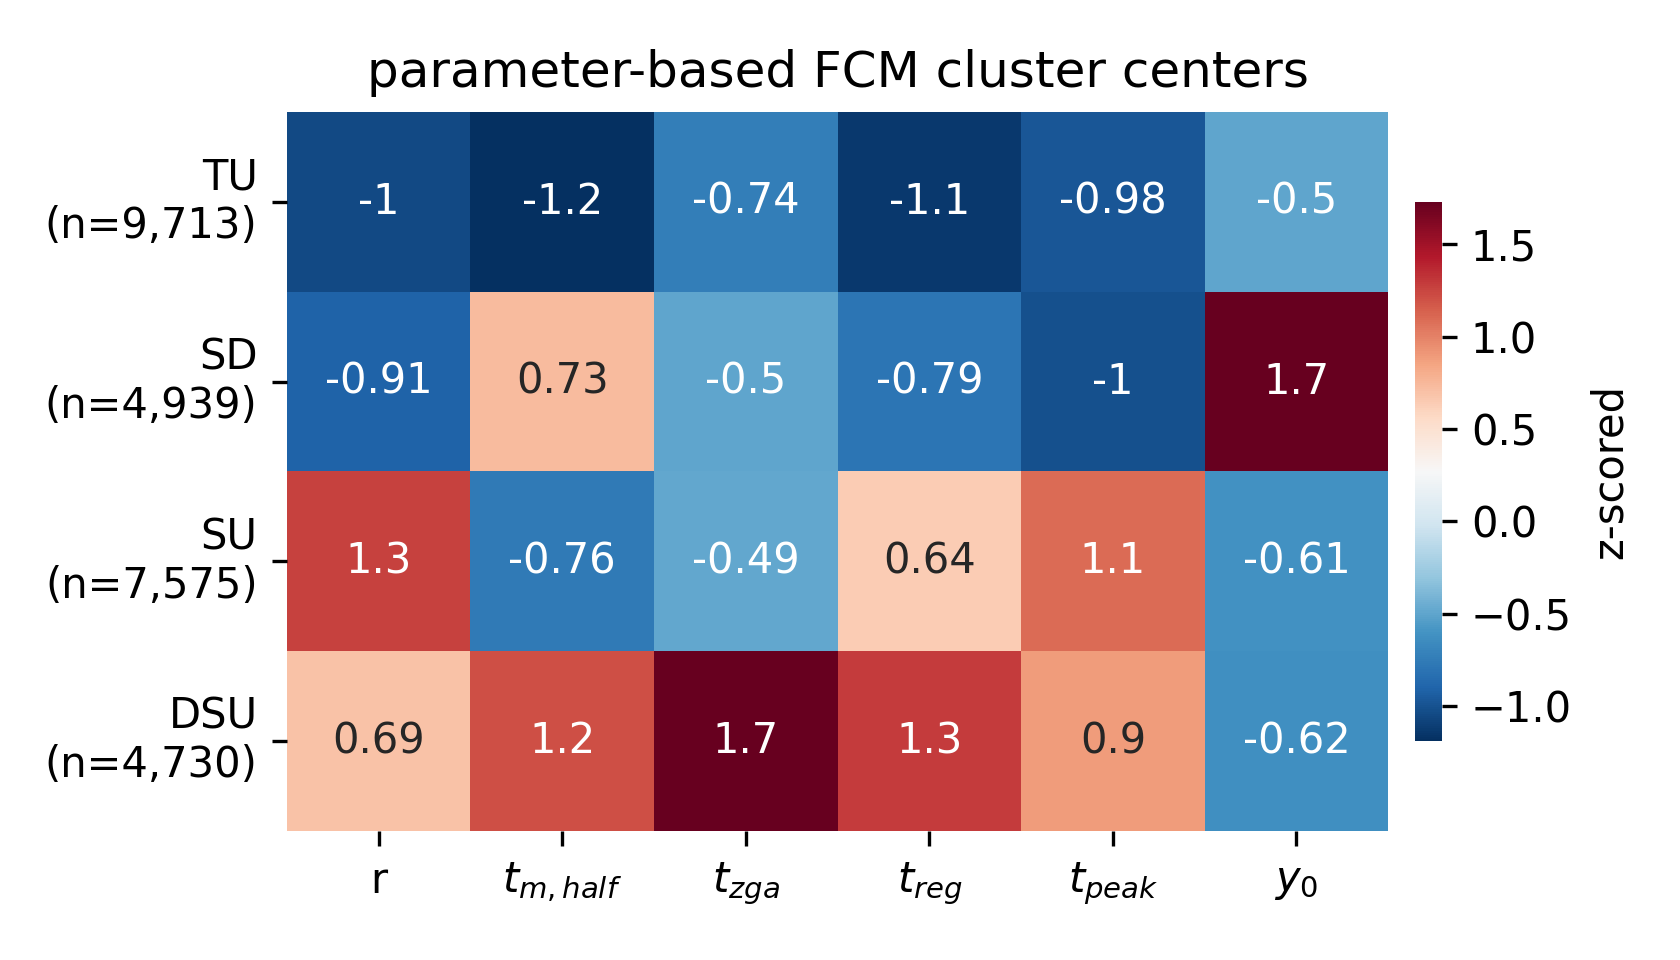 parameter-based FCM cluster centers
TU
(n=9,713)
-1 -1.2 -0.74 -1.1 -0.98 -0.5
SD
(n=4,939)
-0.91 0.73 -0.5 -0.79 -1 1.7
SU
(n=7,575)
1.3 -0.76 -0.49 0.64 1.1 -0.61
DSU
(n=4,730)
0.69 1.2 1.7 1.3 0.9 -0.62
r t_{m,half} t_{zga} t_{reg} t_{peak} y_0
1.5
1.0
0.5
0.0
−0.5
−1.0
z-scored